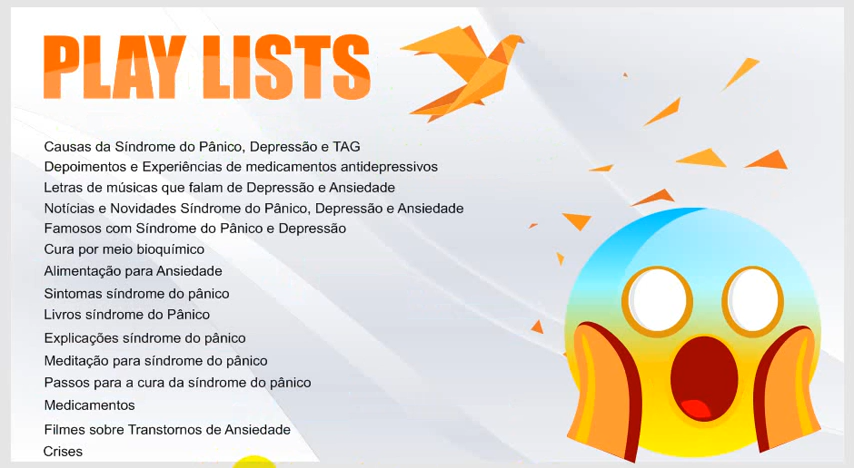 PLAY LISTS
Causas da Síndrome do Pânico, Depressão e TAG
Depoimentos e Experiências de medicamentos antidepressivos
Letras de músicas que falam de Depressão e Ansiedade
Notícias e Novidades Síndrome do Pânico, Depressão e Ansiedade
Famosos com Síndrome do Pânico e Depressão
Cura por meio bioquímico
Alimentação para Ansiedade
Sintomas síndrome do pânico
Livros síndrome do Pânico
Explicações síndrome do pânico
Meditação para síndrome do pânico
Passos para a cura da síndrome do pânico
Medicamentos
Filmes sobre Transtornos de Ansiedade
Crises